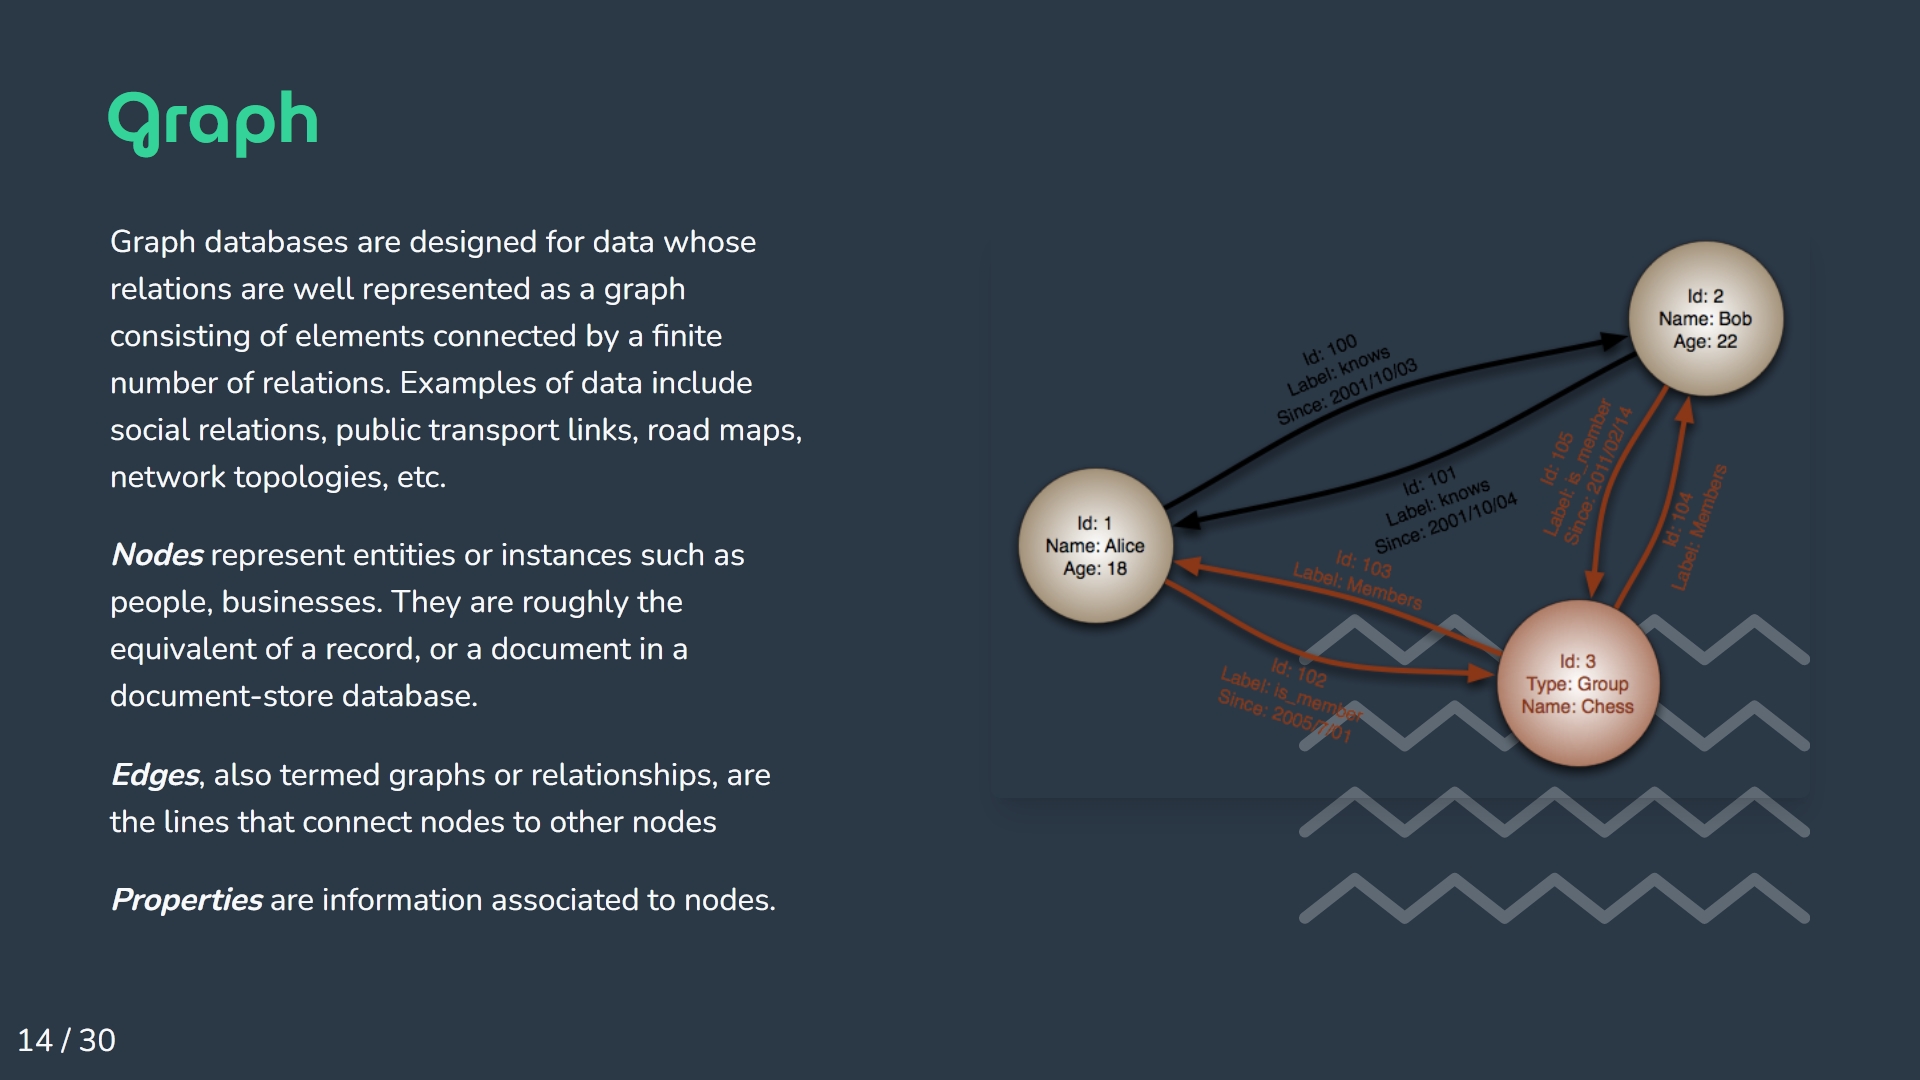 Graph
Graph databases are designed for data whose
relations are well represented as a graph
consisting of elements connected by a finite
number of relations. Examples of data include
social relations, public transport links, road maps,
network topologies, etc.
Nodes represent entities or instances such as
people, businesses. They are roughly the
equivalent of a record, or a document in a
document-store database.
Edges, also termed graphs or relationships, are
the lines that connect nodes to other nodes
Properties are information associated to nodes.
Id: 2
Name: Bob
Age: 22
Id: 100
Label: knows
Since: 2001/10/03
Id: 101
Label: knows
Since: 2001/10/04
Id: 105
Label: is_member
Since: 2011/02/14
Id: 104
Label: Members
Id: 1
Name: Alice
Age: 18
Id: 103
Label: Members
Id: 102
Label: is_member
Since: 2005/7/01
Id: 3
Type: Group
Name: Chess
14 / 30